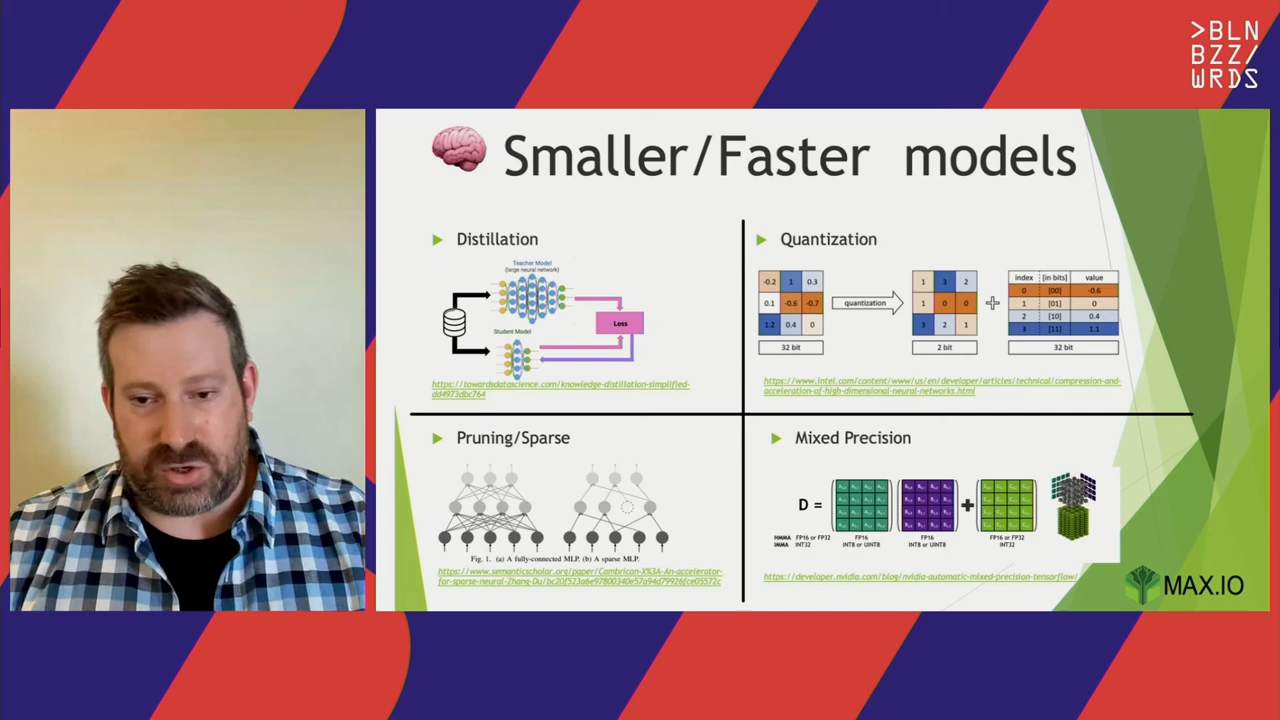 >BLN
BZZ/
WRDS
Smaller/Faster models
Distillation
Teacher Model
(large neural network)
Student Model
Loss
https://towardsdatascience.com/knowledge-distillation-simplified-
dd4973dbc764
Quantization
-0.2 1 0.3
0.1 -0.6 -0.7
1.2 0.4 0
32 bit
quantization
1 3 2
1 0 0
3 2 1
2 bit
index [in bits] value
0 [00] -0.6
1 [01] 0
2 [10] 0.4
3 [11] 1.1
32 bit
https://www.intel.com/content/www/us/en/developer/articles/technical/compression-and-
acceleration-of-high-dimensional-neural-networks.html
Pruning/Sparse
Fig. 1. (a) A fully-connected MLP. (b) A sparse MLP.
https://www.semanticscholar.org/paper/Cambricon-X%3A-An-accelerator-
for-sparse-neural-Zhang-Du/bc20f523a6e97800340e57a94d79926fce05572c
Mixed Precision
D =
HMMA FP16 or FP32 FP16 FP16 FP16 or FP32
IMMA INT32 INT8 or UINT8 INT8 or UINT8 INT32
https://developer.nvidia.com/blog/nvidia-automatic-mixed-precision-tensorflow/
MAX.IO